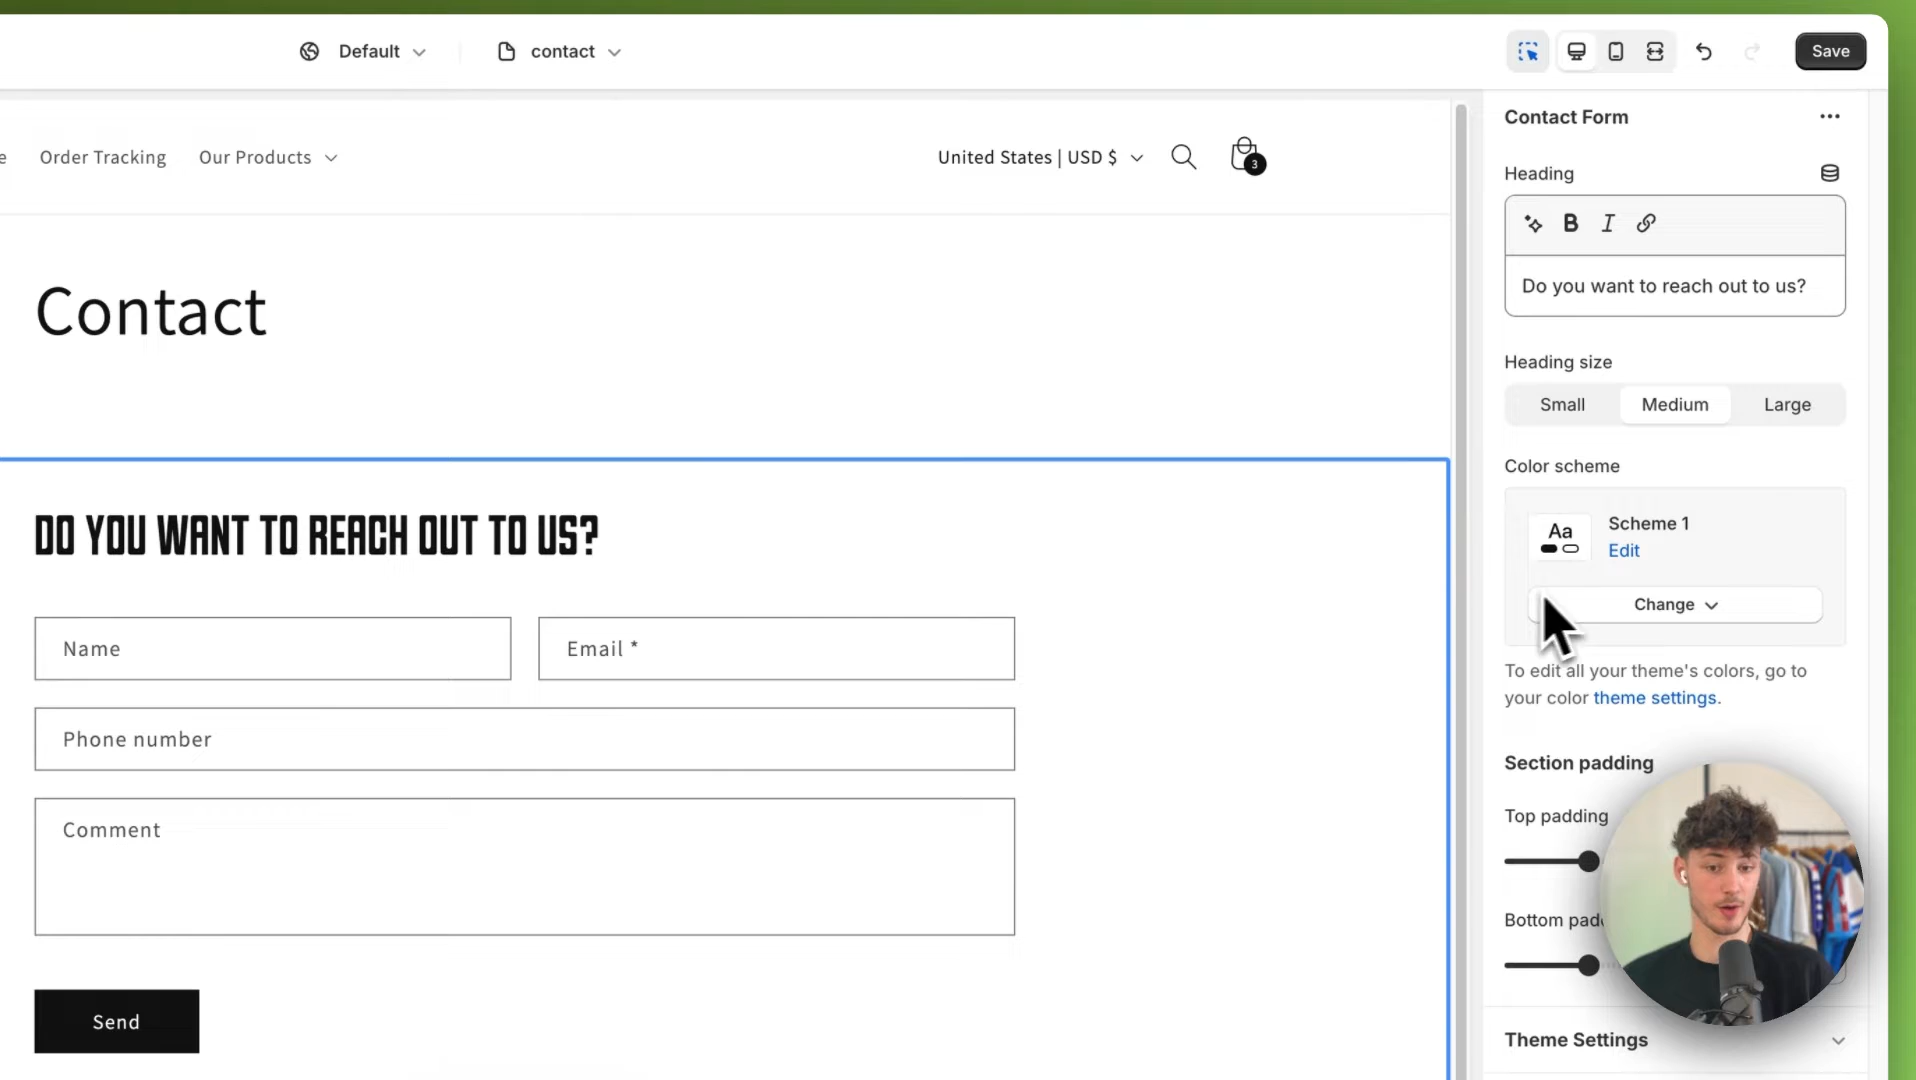 Default
contact
Save
e
Order Tracking
Our Products
United States | USD $
3
Contact
DO YOU WANT TO REACH OUT TO US?
Name
Email *
Phone number
Comment
Send
Contact Form
Heading
B I
Do you want to reach out to us?
Heading size
Small
Medium
Large
Color scheme
Aa
Scheme 1
Edit
Change
To edit all your theme's colors, go to
your color theme settings.
Section padding
Top padding
Bottom pad
Theme Settings